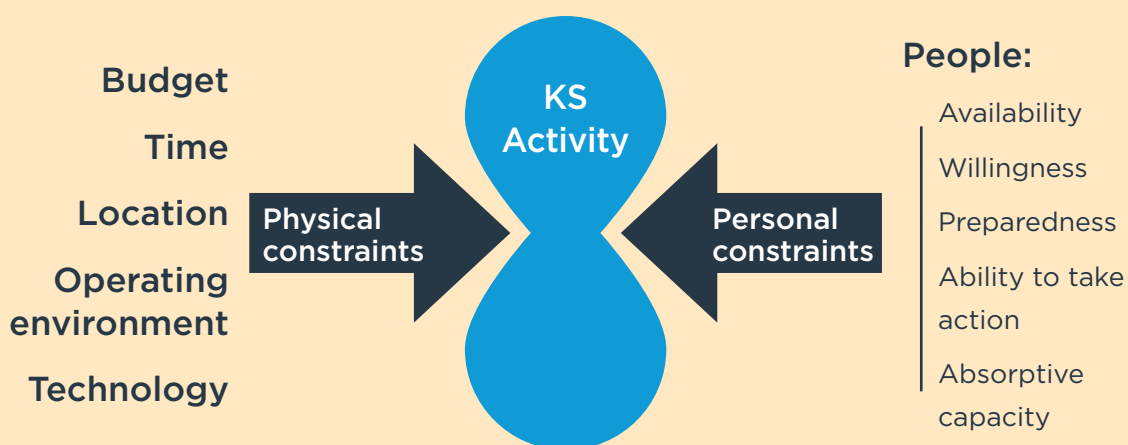 Budget
Time
Location
Operating
environment
Technology
Physical
constraints
KS
Activity
Personal
constraints
People:
Availability
Willingness
Preparedness
Ability to take
action
Absorptive
capacity